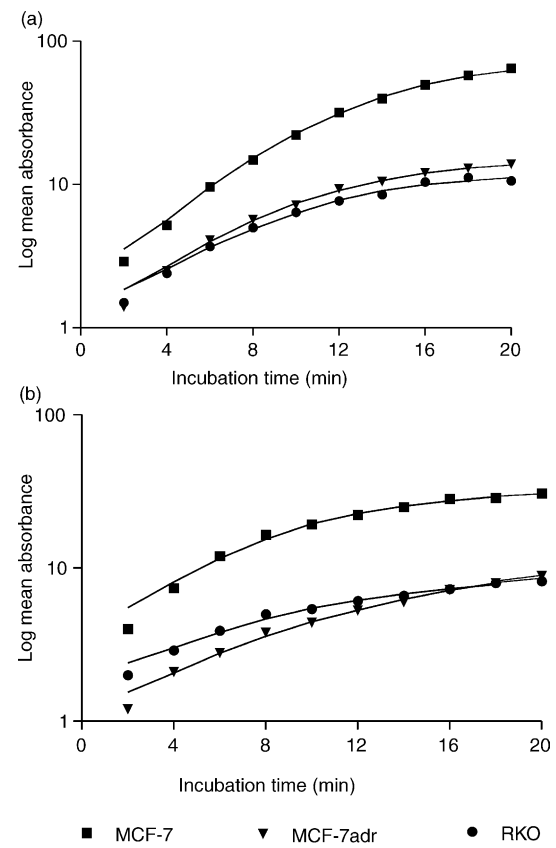 (a)
100
10
1
Log mean absorbance
0 4 8 12 16 20
Incubation time (min)
(b)
100
10
1
Log mean absorbance
0 4 8 12 16 20
Incubation time (min)
MCF-7 MCF-7adr RKO